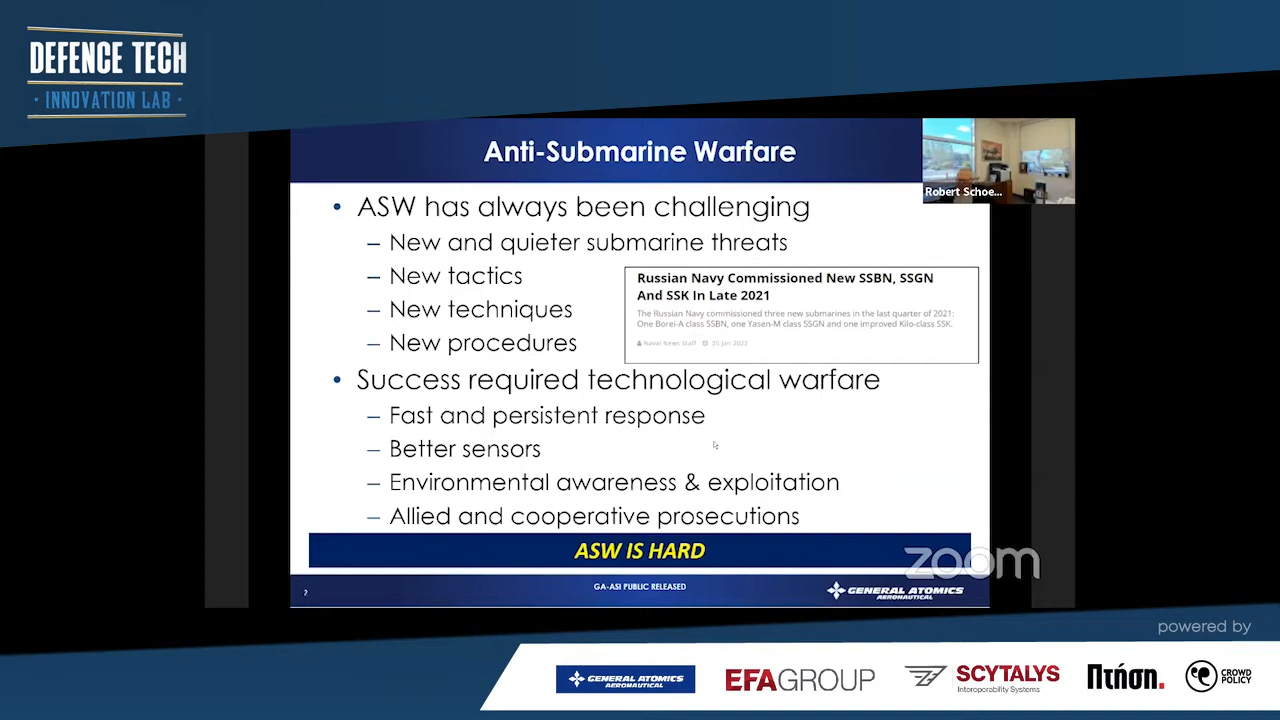 DEFENCE TECH
· INNOVATION LAB ·
Anti-Submarine Warfare
Robert Schoe...
• ASW has always been challenging
– New and quieter submarine threats
– New tactics
– New techniques
– New procedures
Russian Navy Commissioned New SSBN, SSGN
And SSK In Late 2021
The Russian Navy commissioned three new submarines in the last quarter of 2021:
One Borei-A class SSBN, one Yasen-M class SSGN and one improved Kilo-class SSK.
Naval News Staff 25 Jan 2022
• Success required technological warfare
– Fast and persistent response
– Better sensors
– Environmental awareness & exploitation
– Allied and cooperative prosecutions
ASW IS HARD
zoom
2
GA-ASI PUBLIC RELEASED
GENERAL ATOMICS
AERONAUTICAL
powered by
GENERAL ATOMICS
AERONAUTICAL
EFAGROUP
SCYTALYS
Interoperability Systems
Πτήση.
CROWD
POLICY